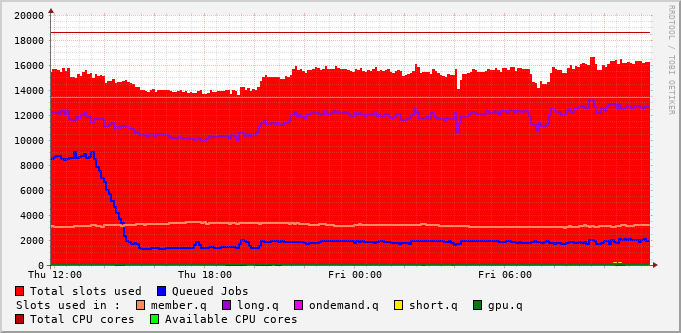 20000
18000
16000
14000
12000
10000
8000
6000
4000
2000
0
Thu 12:00 Thu 18:00 Fri 00:00 Fri 06:00
RRDTOOL / TOBI OETIKER
Total slots used Queued Jobs
Slots used in : member.q long.q ondemand.q short.q gpu.q
Total CPU cores Available CPU cores